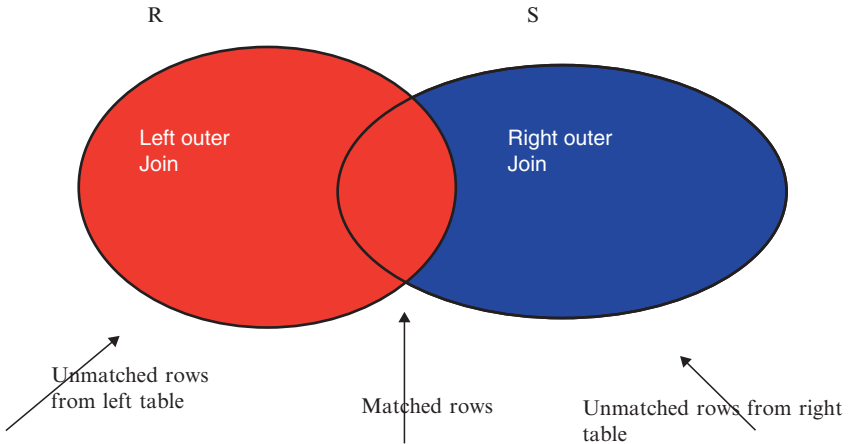 R
S
Left outer
Join
Right outer
Join
Unmatched rows
from left table
Matched rows
Unmatched rows from right
table